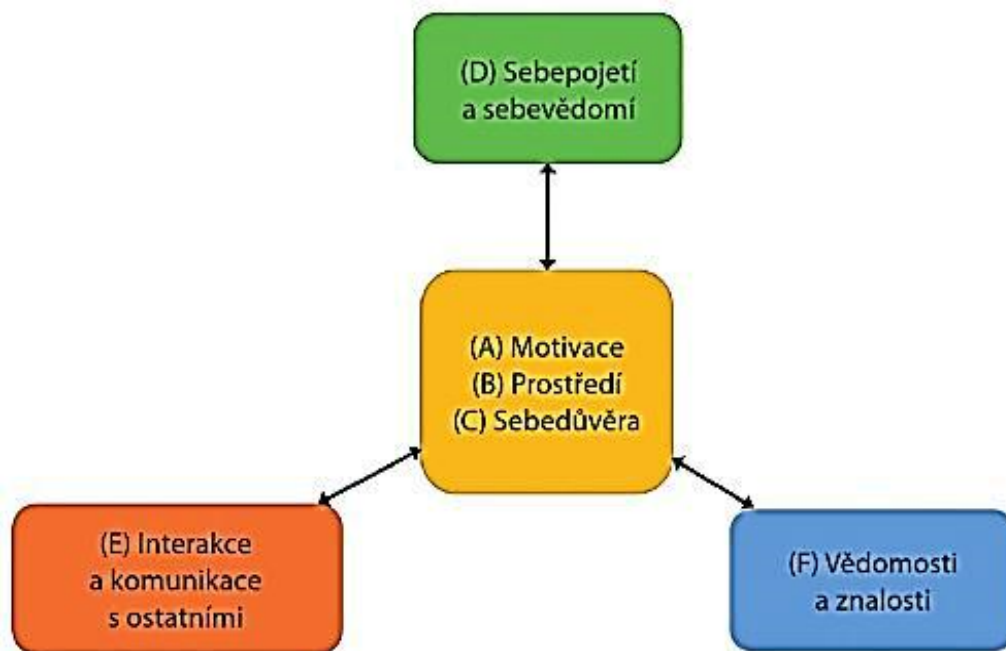 (D) Sebepojetí
a sebevědomí
(A) Motivace
(B) Prostředí
(C) Sebedůvěra
(E) Interakce
a komunikace
s ostatními
(F) Vědomosti
a znalosti